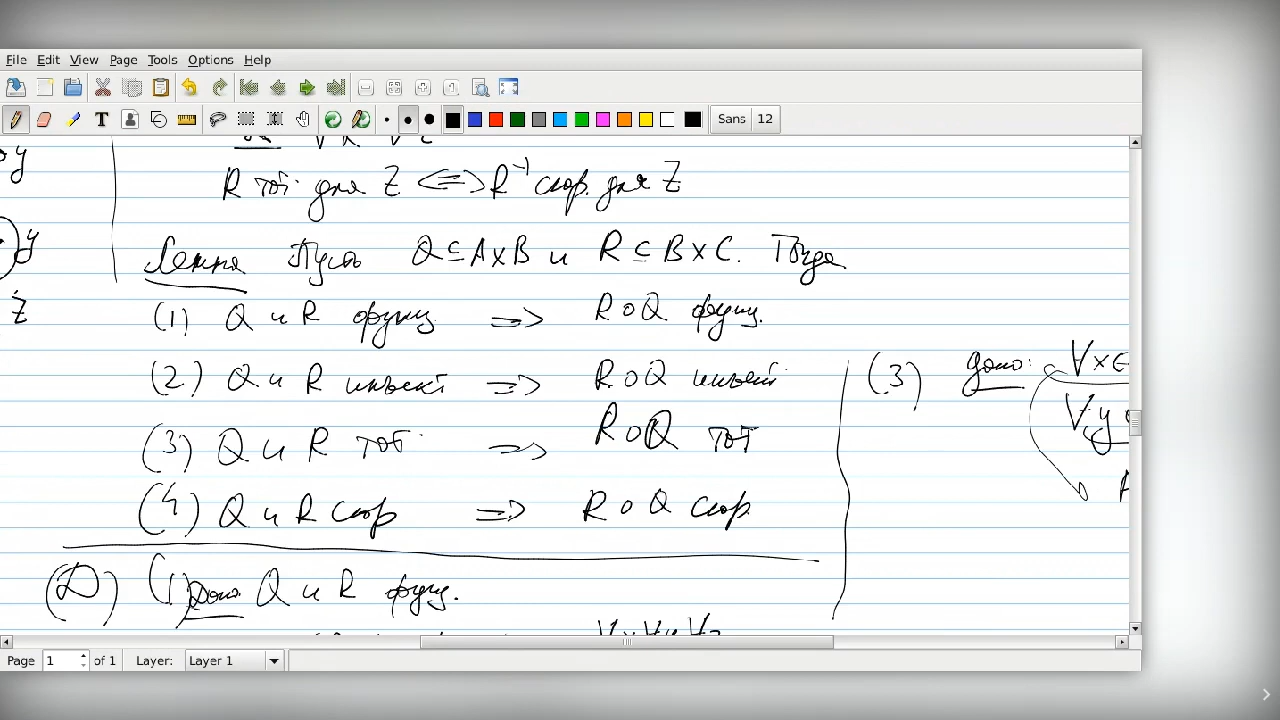 File Edit View Page Tools Options Help
Sans 12
R тот. для Z <=> R⁻¹ сюр. для Z
Лемма Пусть Q ⊆ A×B и R ⊆ B×C. Тогда
(1) Q и R функц. => R∘Q функц.
(2) Q и R инъект => R∘Q инъект.
(3) Q и R тот. => R∘Q тот
(4) Q и R сюр => R∘Q сюр.
(Д) (1) Дано Q и R функц.
∀x∀y∀z
y
y
z
(3) Дано: ∀x∈
∀y
Page 1 of 1 Layer: Layer 1